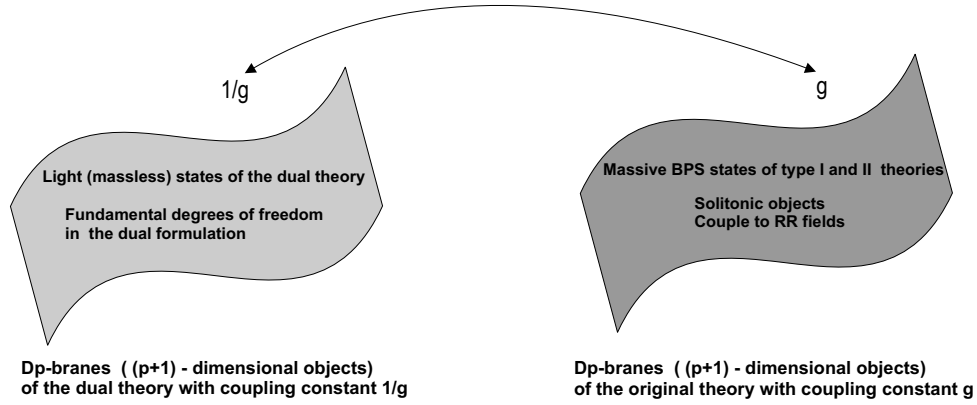 1/g
g
Light (massless) states of the dual theory
Fundamental degrees of freedom
in the dual formulation
Massive BPS states of type I and II theories
Solitonic objects
Couple to RR fields
Dp-branes ( (p+1) - dimensional objects)
of the dual theory with coupling constant 1/g
Dp-branes ( (p+1) - dimensional objects)
of the original theory with coupling constant g